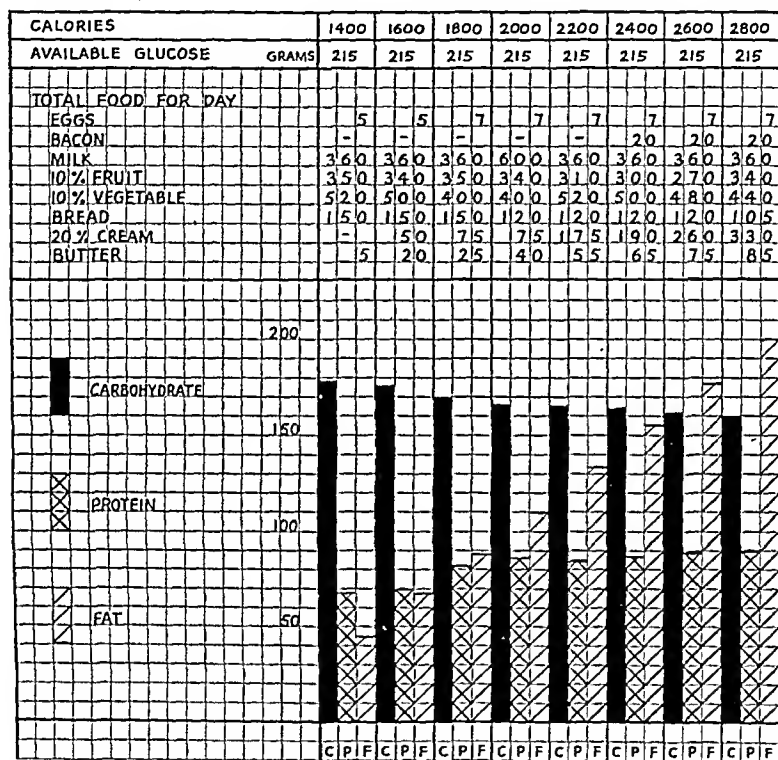 CALORIES 1400 1600 1800 2000 2200 2400 2600 2800
AVAILABLE GLUCOSE GRAMS 215 215 215 215 215 215 215 215
TOTAL FOOD FOR DAY
EGGS 5 5 7 7 7 7 7 7
BACON - - - - - 20 20 20
MILK 360 360 360 600 360 360 360 360
10% FRUIT 350 340 350 340 310 300 270 340
10% VEGETABLE 520 500 400 400 520 500 480 440
BREAD 150 150 150 120 120 120 120 105
20% CREAM - 50 75 75 175 190 260 330
BUTTER 5 20 25 40 55 65 75 85
200
CARBOHYDRATE
150
PROTEIN
100
FAT
50
C P F C P F C P F C P F C P F C P F C P F C P F